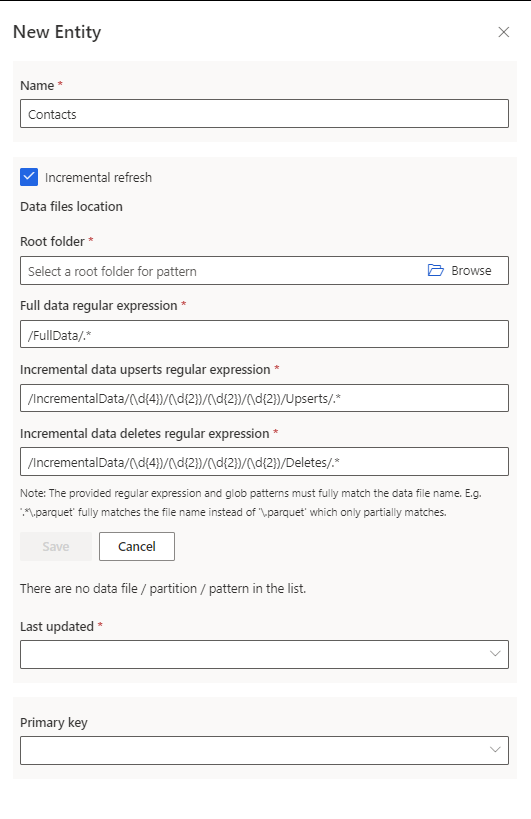 New Entity
Name *
Contacts
Incremental refresh
Data files location
Root folder *
Select a root folder for pattern
Browse
Full data regular expression *
/FullData/.*
Incremental data upserts regular expression *
/IncrementalData/(\d{4})/(\d{2})/(\d{2})/(\d{2})/Upserts/.*
Incremental data deletes regular expression *
/IncrementalData/(\d{4})/(\d{2})/(\d{2})/(\d{2})/Deletes/.*
Note: The provided regular expression and glob patterns must fully match the data file name. E.g.
'.*\.parquet' fully matches the file name instead of '\.parquet' which only partially matches.
Save
Cancel
There are no data file / partition / pattern in the list.
Last updated *
Primary key